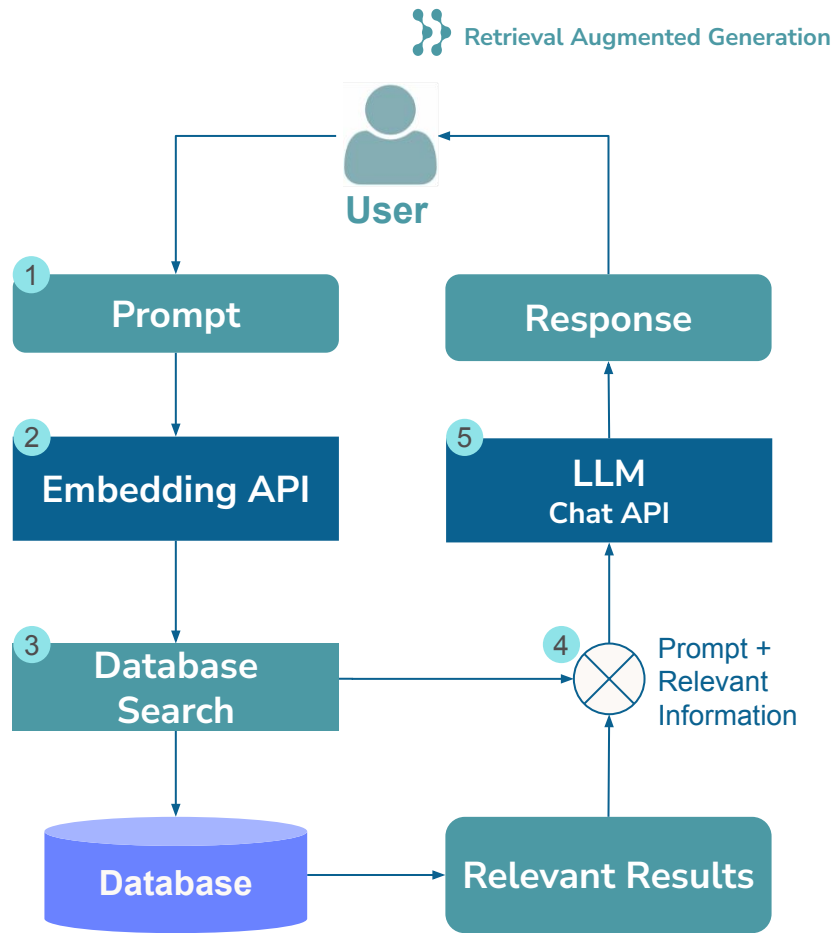 Retrieval Augmented Generation
User
1
Prompt
Response
2
Embedding API
5
LLM
Chat API
3
Database
Search
4
Prompt +
Relevant
Information
Database
Relevant Results